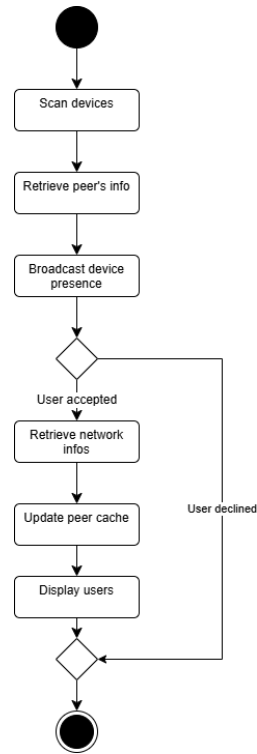 Scan devices
Retrieve peer's info
Broadcast device
presence
User accepted
Retrieve network
infos
Update peer cache
User declined
Display users